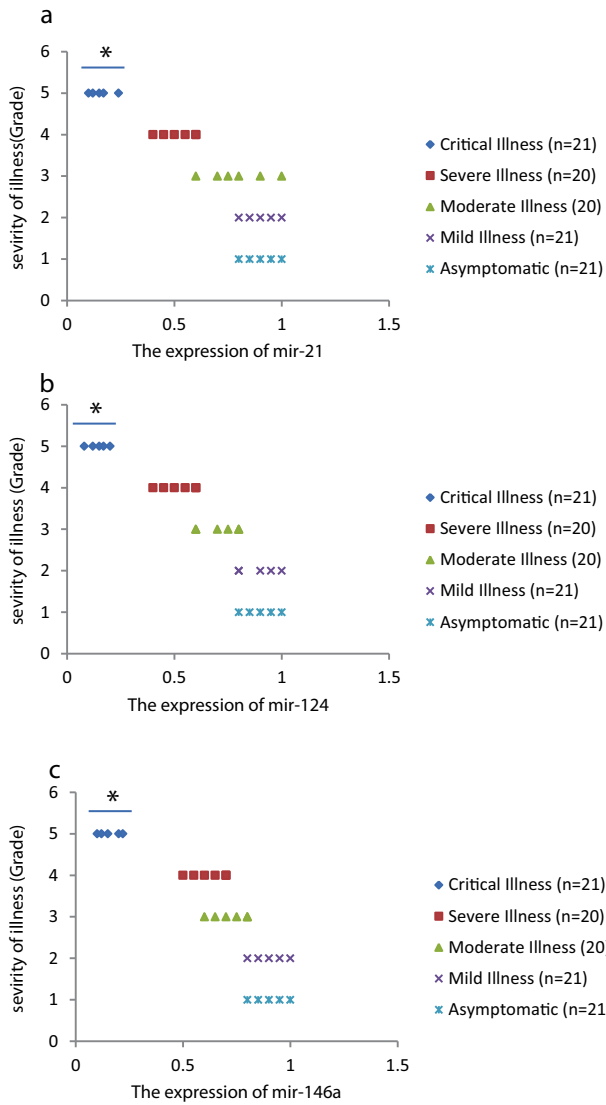 a
*
6
5
4
3
2
1
0
sevirity of illness(Grade)
0
0.5
1
1.5
The expression of mir-21
Critical Illness (n=21)
Severe Illness (n=20)
Moderate Illness (20)
Mild Illness (n=21)
Asymptomatic (n=21)
b
*
6
5
4
3
2
1
0
sevirity of illness (Grade)
0
0.5
1
1.5
The expression of mir-124
Critical Illness (n=21)
Severe Illness (n=20)
Moderate Illness (20)
Mild Illness (n=21)
Asymptomatic (n=21)
c
*
6
5
4
3
2
1
0
sevirity of illness (Grade)
0
0.5
1
1.5
The expression of mir-146a
Critical Illness (n=21)
Severe Illness (n=20)
Moderate Illness (20
Mild Illness (n=21)
Asymptomatic (n=21